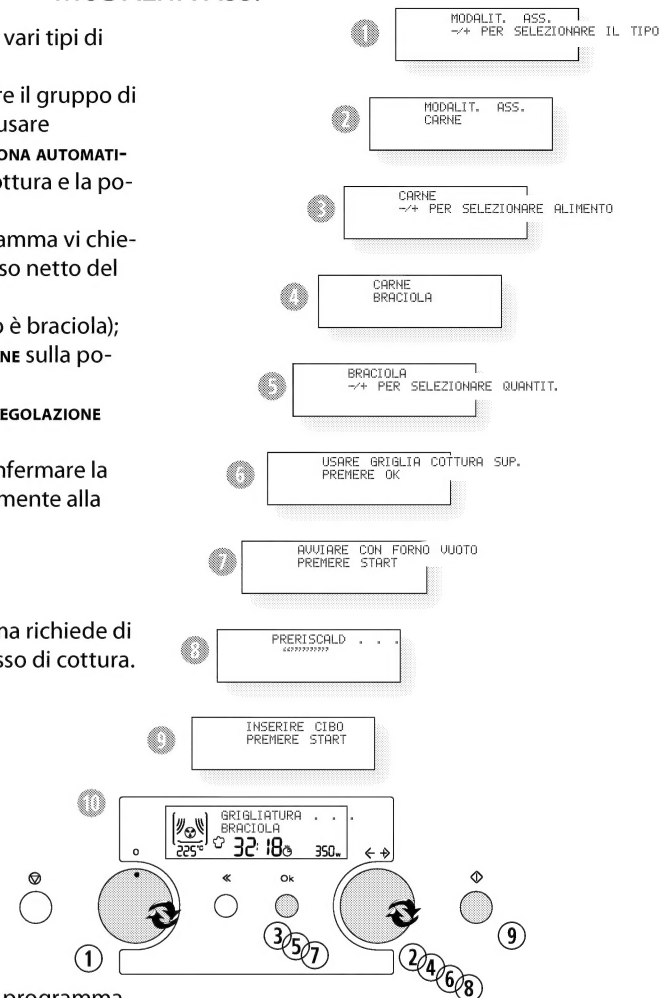 vari tipi di
re il gruppo di
usare
ONA AUTOMATI-
ottura e la po-
amma vi chie-
so netto del
o è braciola);
NE sulla po-
EGOLAZIONE
nfermare la
mente alla
ma richiede di
sso di cottura.
1
MODALIT. ASS.
-/+ PER SELEZIONARE IL TIPO
2
MODALIT. ASS.
CARNE
3
CARNE
-/+ PER SELEZIONARE ALIMENTO
4
CARNE
BRACIOLA
5
BRACIOLA
-/+ PER SELEZIONARE QUANTIT.
6
USARE GRIGLIA COTTURA SUP.
PREMERE OK
7
AVVIARE CON FORNO VUOTO
PREMERE START
8
PRERISCALD . . .
9
INSERIRE CIBO
PREMERE START
10
GRIGLIATURA . . .
BRACIOLA
225°C 32:18 350w
0
Ok
1
3 5 7
2 4 6 8
9
programma